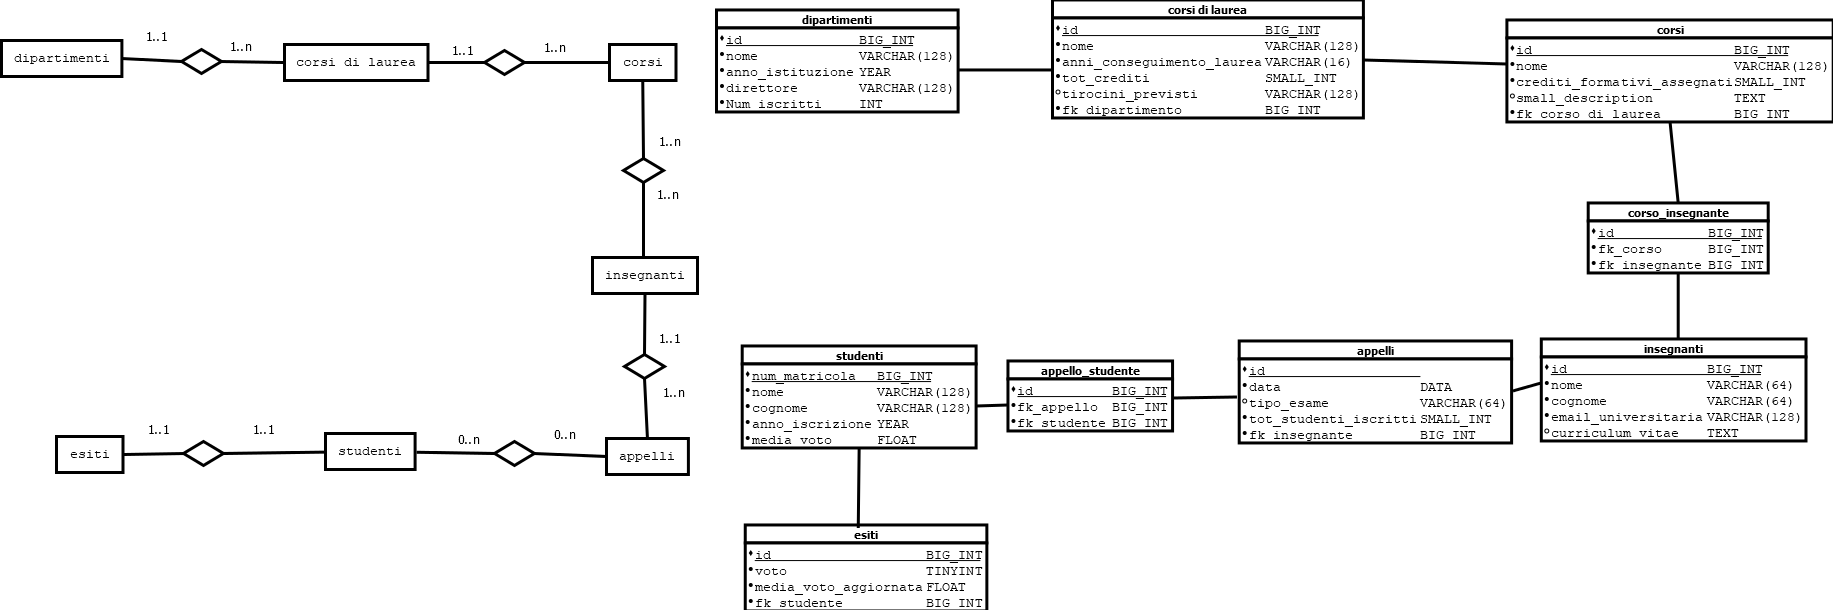 1..1
1..n
dipartimenti
corsi di laurea
1..1
1..n
corsi
1..n
1..n
insegnanti
1..1
1..n
appelli
0..n
0..n
studenti
1..1
1..1
esiti
dipartimenti
id BIG_INT
nome VARCHAR(128)
anno_istituzione YEAR
direttore VARCHAR(128)
Num_iscritti INT
corsi di laurea
id BIG_INT
nome VARCHAR(128)
anni_conseguimento_laurea VARCHAR(16)
tot_crediti SMALL_INT
tirocini_previsti VARCHAR(128)
fk_dipartimento BIG_INT
corsi
id BIG_INT
nome VARCHAR(128)
crediti_formativi_assegnati SMALL_INT
small_description TEXT
fk_corso_di_laurea BIG_INT
corso_insegnante
id BIG_INT
fk_corso BIG_INT
fk_insegnante BIG_INT
insegnanti
id BIG_INT
nome VARCHAR(64)
cognome VARCHAR(64)
email_universitaria VARCHAR(128)
curriculum_vitae TEXT
appelli
id
data DATA
tipo_esame VARCHAR(64)
tot_studenti_iscritti SMALL_INT
fk_insegnante BIG_INT
appello_studente
id BIG_INT
fk_appello BIG_INT
fk_studente BIG_INT
studenti
num_matricola BIG_INT
nome VARCHAR(128)
cognome VARCHAR(128)
anno_iscrizione YEAR
media_voto FLOAT
esiti
id BIG_INT
voto TINYINT
media_voto_aggiornata FLOAT
fk_studente BIG_INT